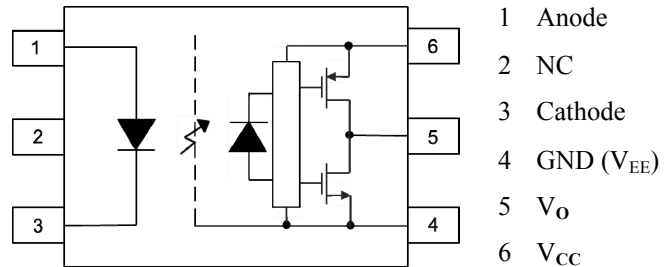 1
2
3
6
5
4
1 Anode
2 NC
3 Cathode
4 GND (VEE)
5 VO
6 VCC